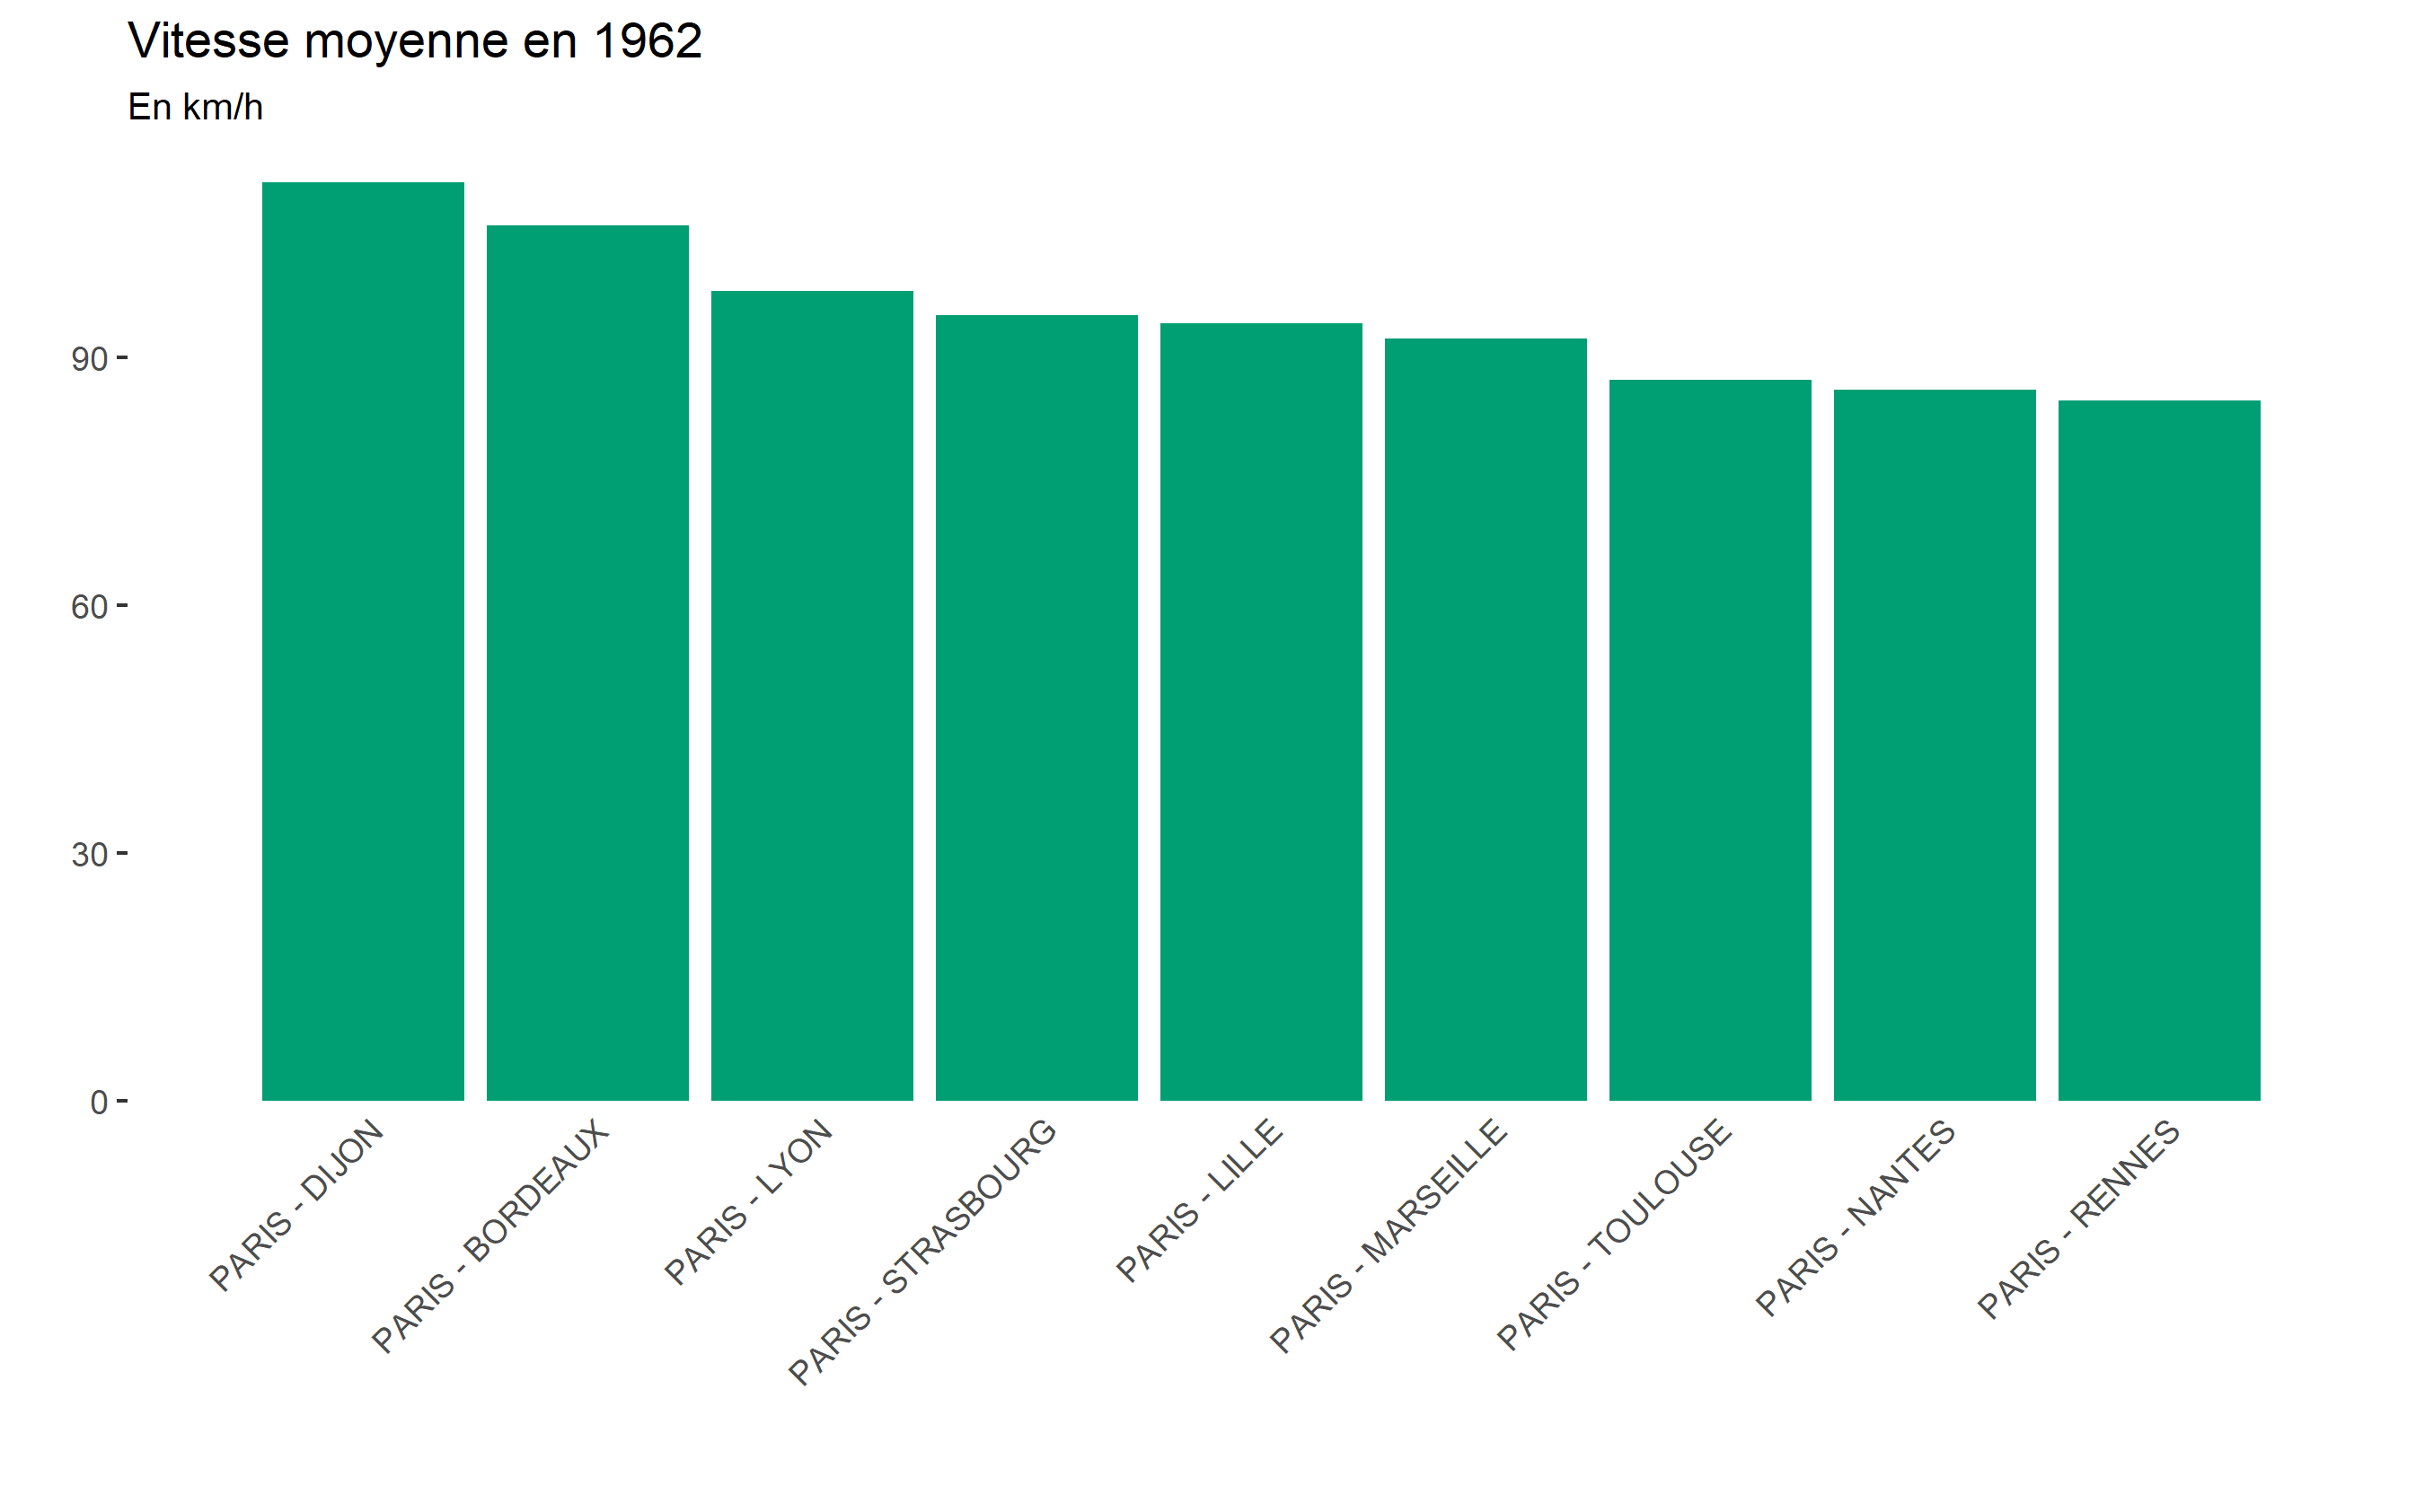 Vitesse moyenne en 1962
En km/h
90
60
30
0
PARIS - DIJON
PARIS - BORDEAUX
PARIS - LYON
PARIS - STRASBOURG
PARIS - LILLE
PARIS - MARSEILLE
PARIS - TOULOUSE
PARIS - NANTES
PARIS - RENNES